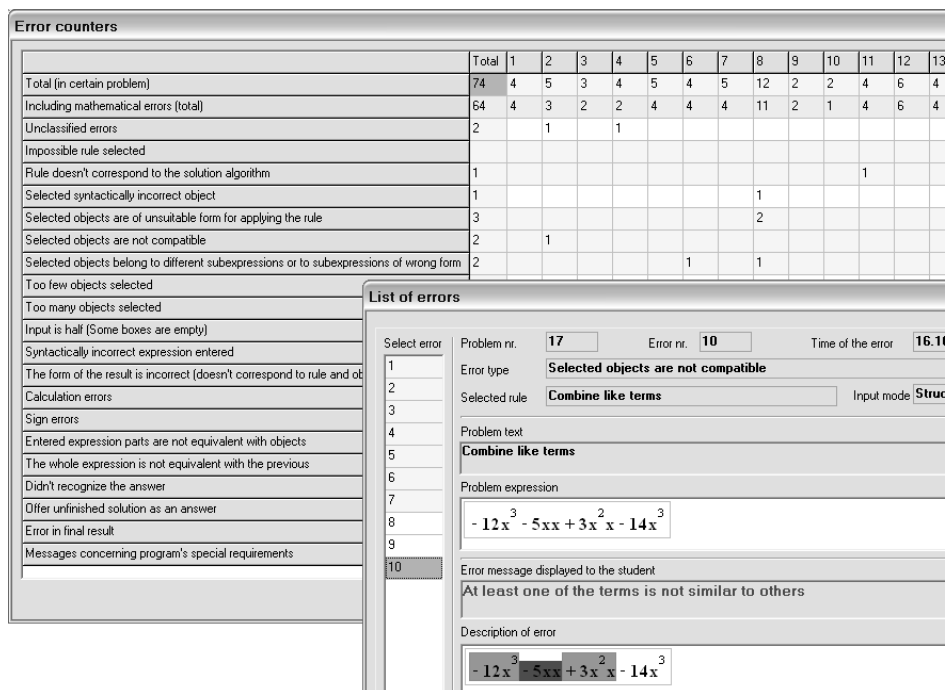 Error counters
Total 1 2 3 4 5 6 7 8 9 10 11 12 13
Total (in certain problem) 74 4 5 3 4 5 4 5 12 2 2 4 6 4
Including mathematical errors (total) 64 4 3 2 2 4 4 4 11 2 1 4 6 4
Unclassified errors 2 1 1
Impossible rule selected
Rule doesn't correspond to the solution algorithm 1 1
Selected syntactically incorrect object 1 1
Selected objects are of unsuitable form for applying the rule 3 2
Selected objects are not compatible 2 1
Selected objects belong to different subexpressions or to subexpressions of wrong form 2 1 1
Too few objects selected
Too many objects selected
Input is half (Some boxes are empty)
Syntactically incorrect expression entered
The form of the result is incorrect (doesn't correspond to rule and ob
Calculation errors
Sign errors
Entered expression parts are not equivalent with objects
The whole expression is not equivalent with the previous
Didn't recognize the answer
Offer unfinished solution as an answer
Error in final result
Messages concerning program's special requirements
List of errors
Select error
1
2
3
4
5
6
7
8
9
10
Problem nr. 17 Error nr. 10 Time of the error 16.10
Error type Selected objects are not compatible
Selected rule Combine like terms Input mode Struc
Problem text
Combine like terms
Problem expression
- 12x³ - 5xx + 3x²x - 14x³
Error message displayed to the student
At least one of the terms is not similar to others
Description of error
- 12x³ - 5xx + 3x²x - 14x³